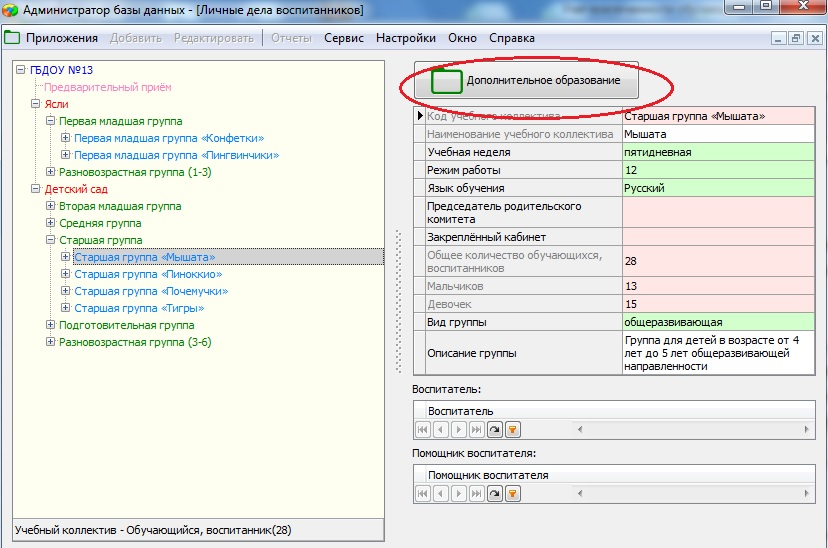 Администратор базы данных - [Личные дела воспитанников]
Приложения Добавить Редактировать Отчеты Сервис Настройки Окно Справка
ГБДОУ №13
Предварительный приём
Ясли
Первая младшая группа
Первая младшая группа «Конфетки»
Первая младшая группа «Пингвинчики»
Разновозрастная группа (1-3)
Детский сад
Вторая младшая группа
Средняя группа
Старшая группа
Старшая группа «Мышата»
Старшая группа «Пиноккио»
Старшая группа «Почемучки»
Старшая группа «Тигры»
Подготовительная группа
Разновозрастная группа (3-6)
Учебный коллектив - Обучающийся, воспитанник(28)
Дополнительное образование
Код учебного коллектива Старшая группа «Мышата»
Наименование учебного коллектива Мышата
Учебная неделя пятидневная
Режим работы 12
Язык обучения Русский
Председатель родительского
комитета
Закреплённый кабинет
Общее количество обучающихся,
воспитанников 28
Мальчиков 13
Девочек 15
Вид группы общеразвивающая
Описание группы Группа для детей в возрасте от 4
лет до 5 лет общеразвивающей
направленности
Воспитатель:
Воспитатель
Помощник воспитателя:
Помощник воспитателя